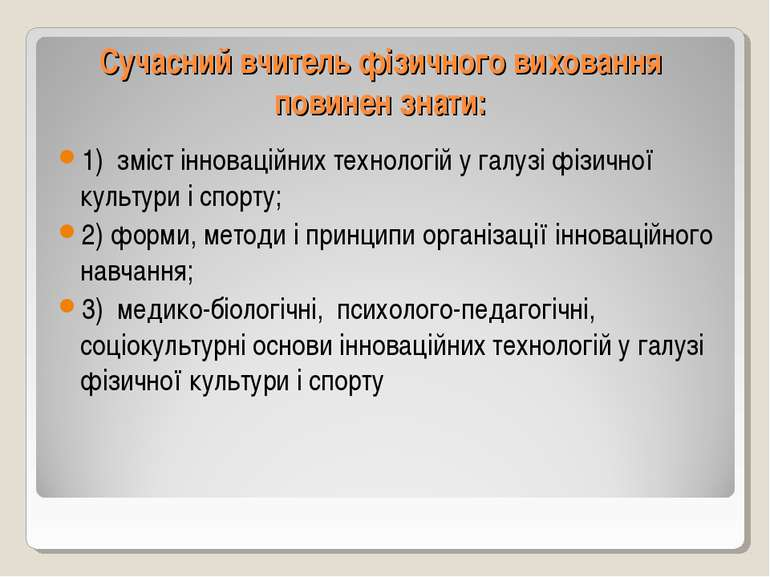 Сучасний вчитель фізичного виховання
повинен знати:
1) зміст інноваційних технологій у галузі фізичної
культури і спорту;
2) форми, методи і принципи організації інноваційного
навчання;
3) медико-біологічні, психолого-педагогічні,
соціокультурні основи інноваційних технологій у галузі
фізичної культури і спорту